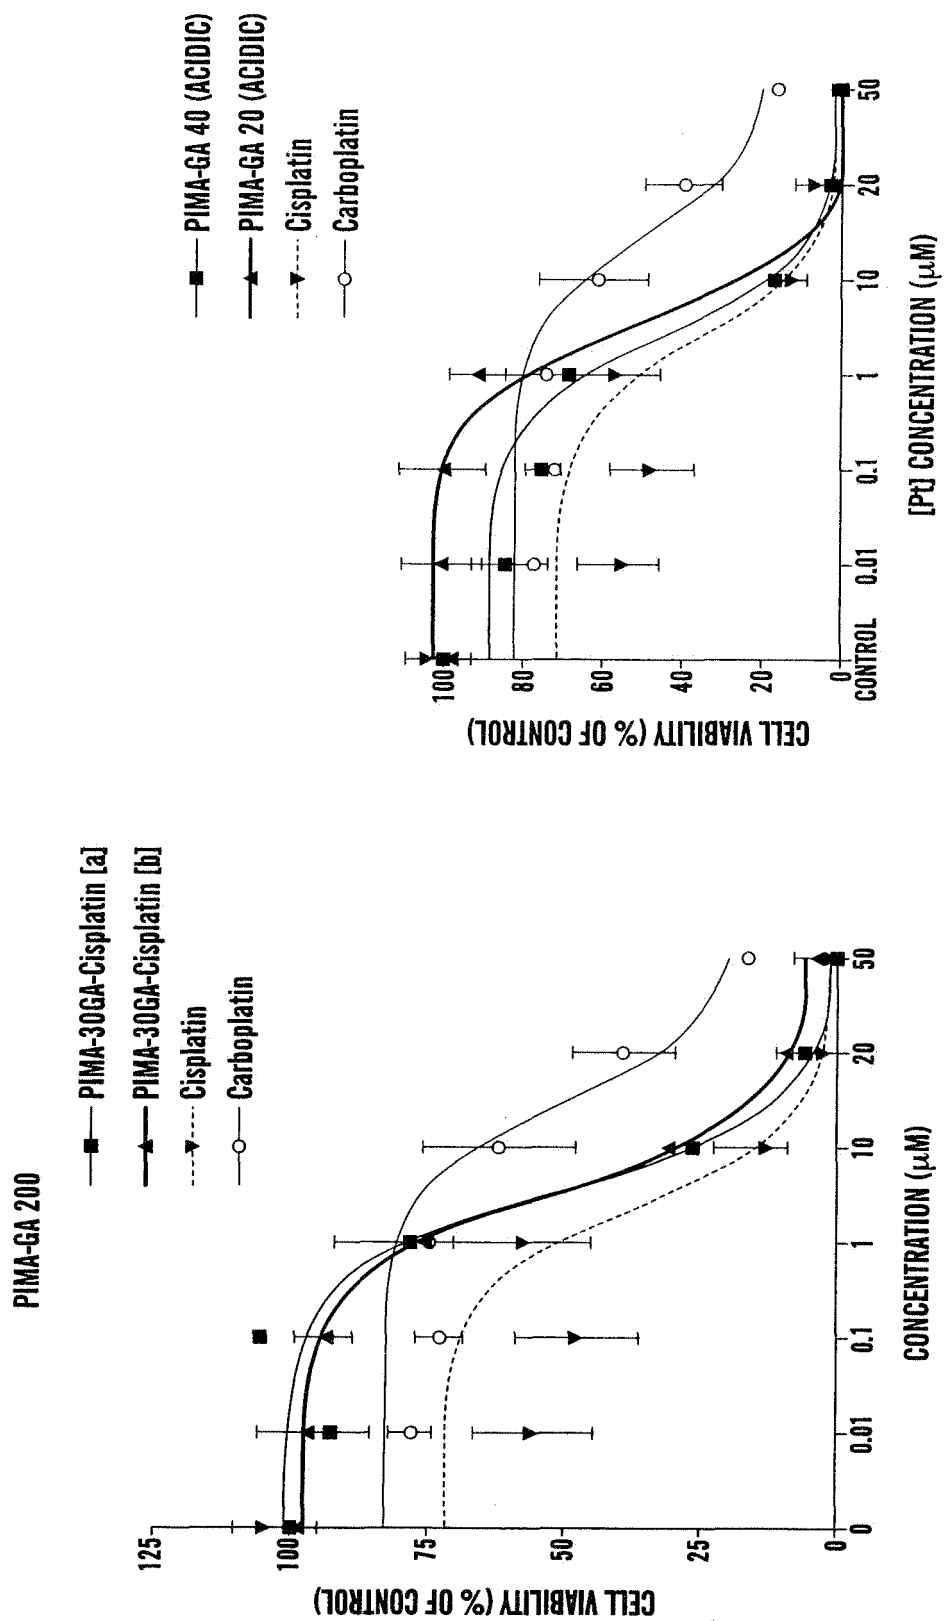 PIMA-GA 200
PIMA-30GA-Cisplatin [a]
PIMA-30GA-Cisplatin [b]
Cisplatin
Carboplatin
CELL VIABILITY (% OF CONTROL)
125
100
75
50
25
0
0 0.01 0.1 1 10 20 50
CONCENTRATION (µM)
PIMA-GA 40 (ACIDIC)
PIMA-GA 20 (ACIDIC)
Cisplatin
Carboplatin
CELL VIABILITY (% OF CONTROL)
100
80
60
40
20
0
CONTROL 0.01 0.1 1 10 20 50
[Pt] CONCENTRATION (µM)